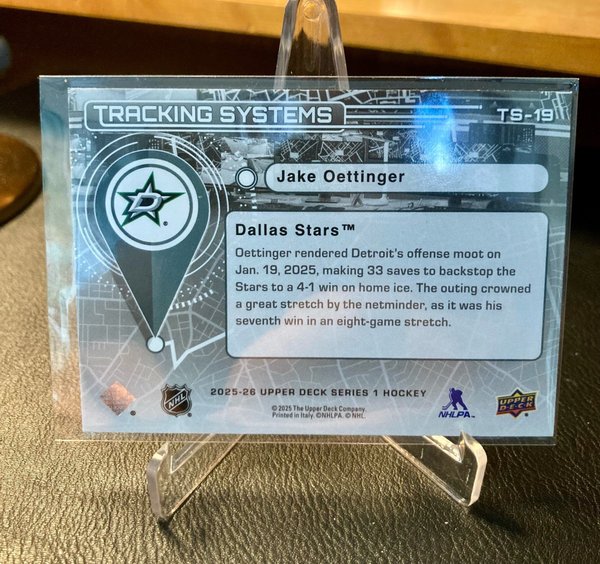 TRACKING SYSTEMS
TS-19
D
Jake Oettinger
Dallas Stars™
Oettinger rendered Detroit's offense moot on
Jan. 19, 2025, making 33 saves to backstop the
Stars to a 4-1 win on home ice. The outing crowned
a great stretch by the netminder, as it was his
seventh win in an eight-game stretch.
NHL
2025-26 UPPER DECK SERIES 1 HOCKEY
© 2025 The Upper Deck Company.
Printed in Italy. ©NHLPA. © NHL.
NHLPA™
UPPER
DECK